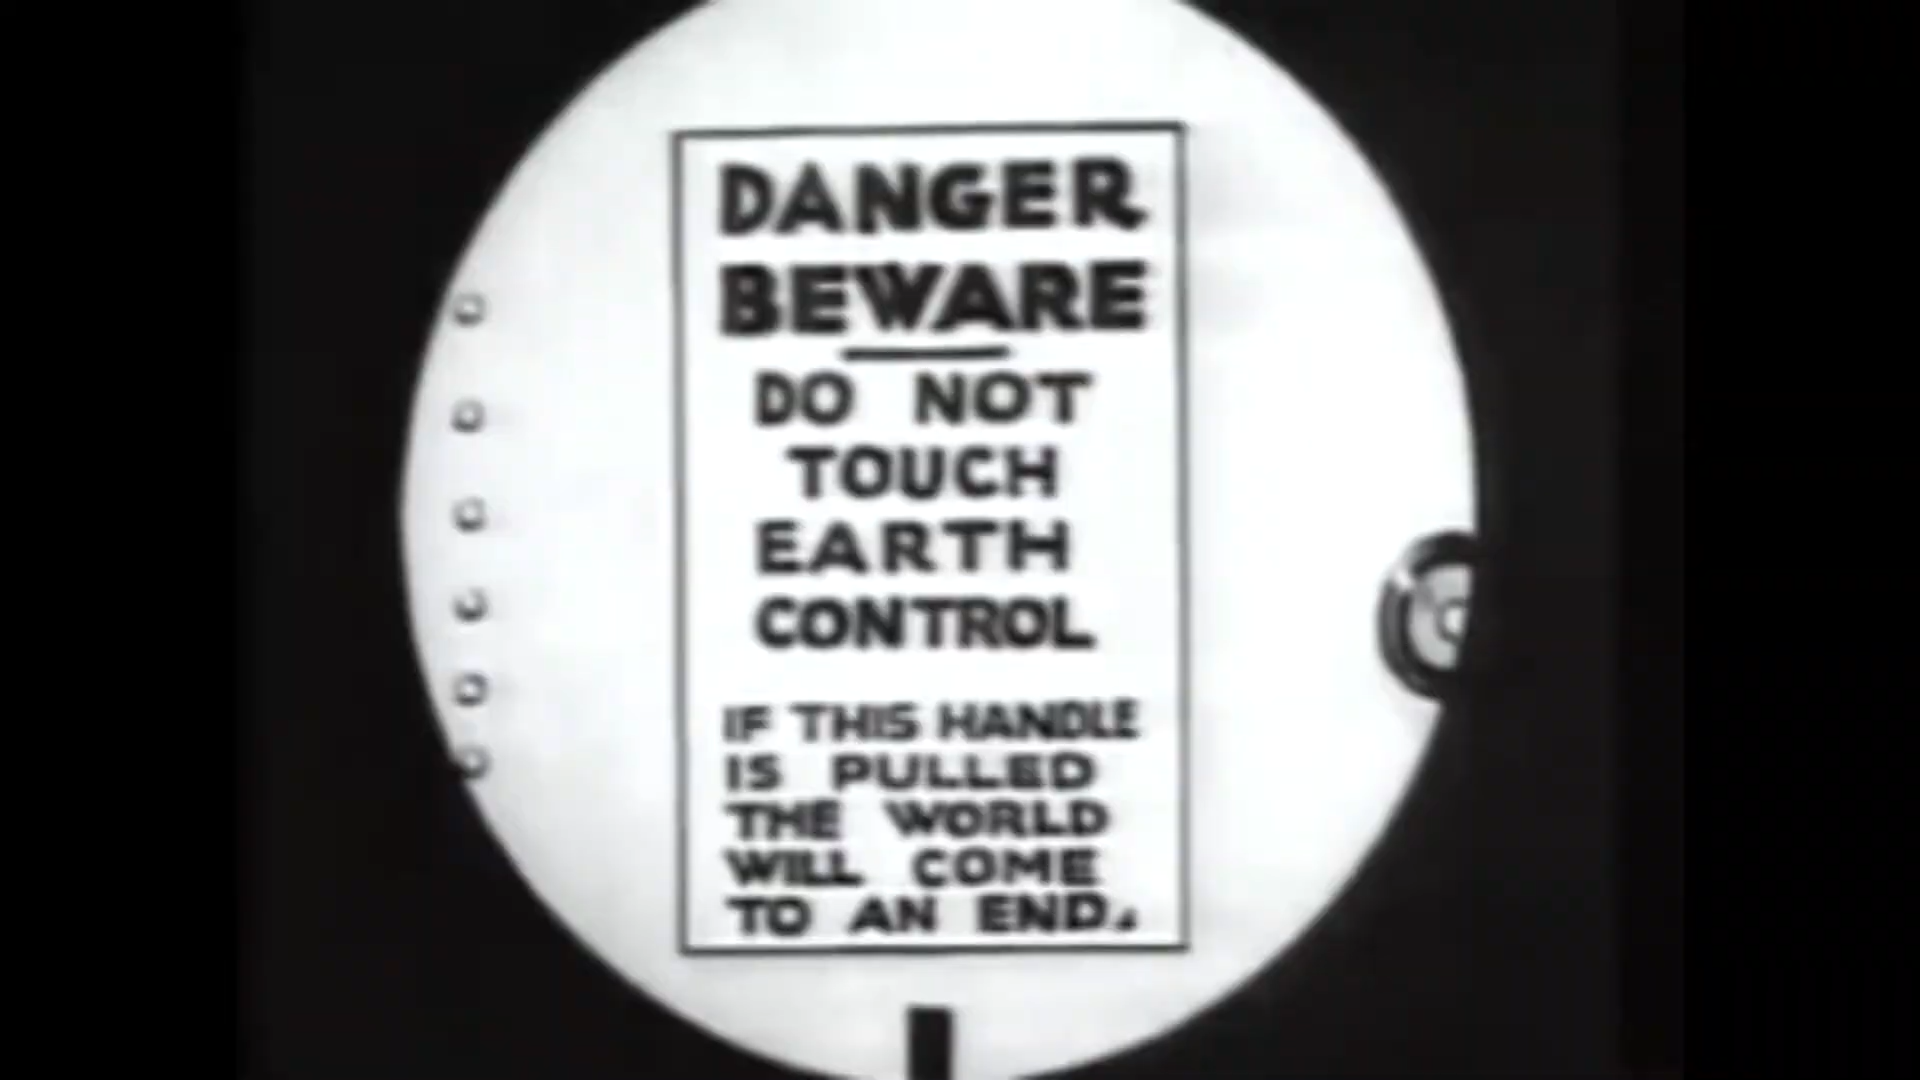 DANGER
BEWARE
DO NOT
TOUCH
EARTH
CONTROL
IF THIS HANDLE
IS PULLED
THE WORLD
WILL COME
TO AN END.